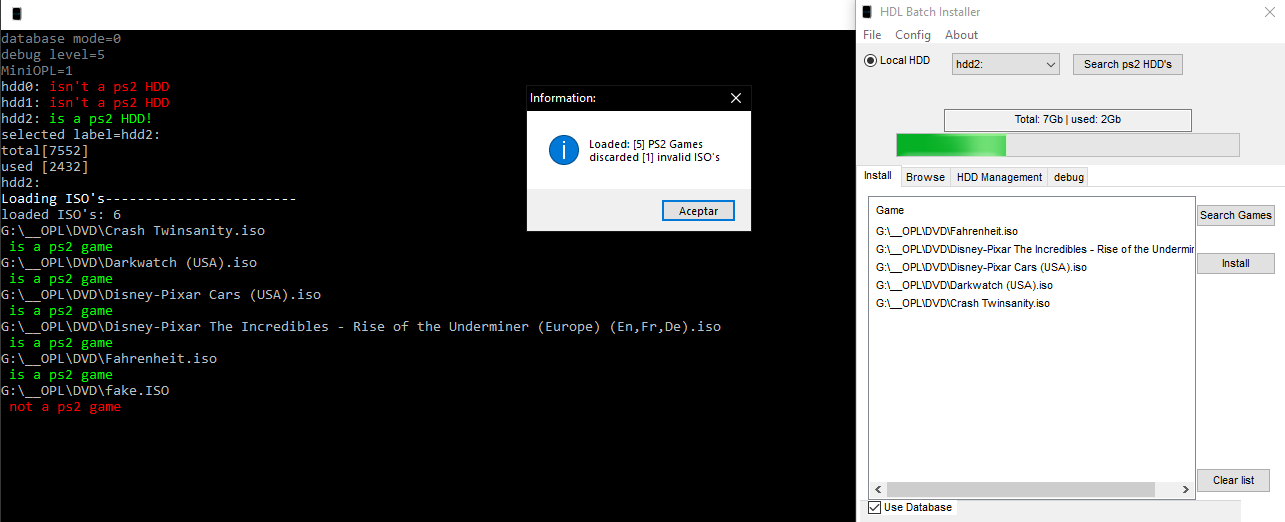 database mode=0
debug level=5
MiniOPL=1
hdd0: isn't a ps2 HDD
hdd1: isn't a ps2 HDD
hdd2: is a ps2 HDD!
selected label=hdd2:
total[7552]
used [2432]
hdd2:
Loading ISO's------------------------
loaded ISO's: 6
G:\__OPL\DVD\Crash Twinsanity.iso
is a ps2 game
G:\__OPL\DVD\Darkwatch (USA).iso
is a ps2 game
G:\__OPL\DVD\Disney-Pixar Cars (USA).iso
is a ps2 game
G:\__OPL\DVD\Disney-Pixar The Incredibles - Rise of the Underminer (Europe) (En,Fr,De).iso
is a ps2 game
G:\__OPL\DVD\Fahrenheit.iso
is a ps2 game
G:\__OPL\DVD\fake.ISO
not a ps2 game
Information:
Loaded: [5] PS2 Games
discarded [1] invalid ISO's
Aceptar
HDL Batch Installer
File Config About
Local HDD hdd2: Search ps2 HDD's
Total: 7Gb | used: 2Gb
Install Browse HDD Management debug
Game
G:\__OPL\DVD\Fahrenheit.iso
G:\__OPL\DVD\Disney-Pixar The Incredibles - Rise of the Undermin
G:\__OPL\DVD\Disney-Pixar Cars (USA).iso
G:\__OPL\DVD\Darkwatch (USA).iso
G:\__OPL\DVD\Crash Twinsanity.iso
Search Games
Install
Clear list
Use Database